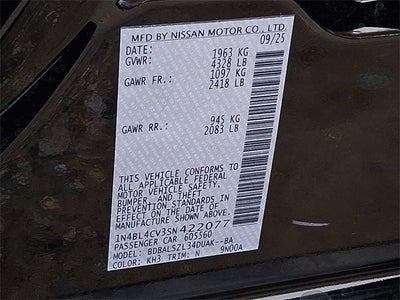 MFD BY NISSAN MOTOR CO., LTD.
DATE: 09/25
GVWR: 1963 KG
4328 LB
GAWR FR.: 1097 KG
2418 LB
GAWR RR.: 945 KG
2083 LB
THIS VEHICLE CONFORMS TO
ALL APPLICABLE FEDERAL
MOTOR VEHICLE SAFETY,
BUMPER, AND THEFT
PREVENTION STANDARDS IN
EFFECT ON THE DATE OF
MANUFACTURE SHOWN ABOVE.
1N4BL4CV3SN 422077
PASSENGER CAR 605560
MODEL: BDBALSZL34DUAK--BA
COLOR: KH3 TRIM: N 9N00A